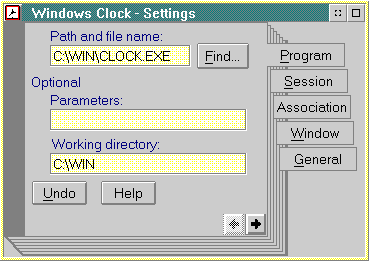 Windows Clock - Settings
Path and file name:
C:\WIN\CLOCK.EXE
Find...
Optional
Parameters:
Working directory:
C:\WIN
Undo
Help
Program
Session
Association
Window
General